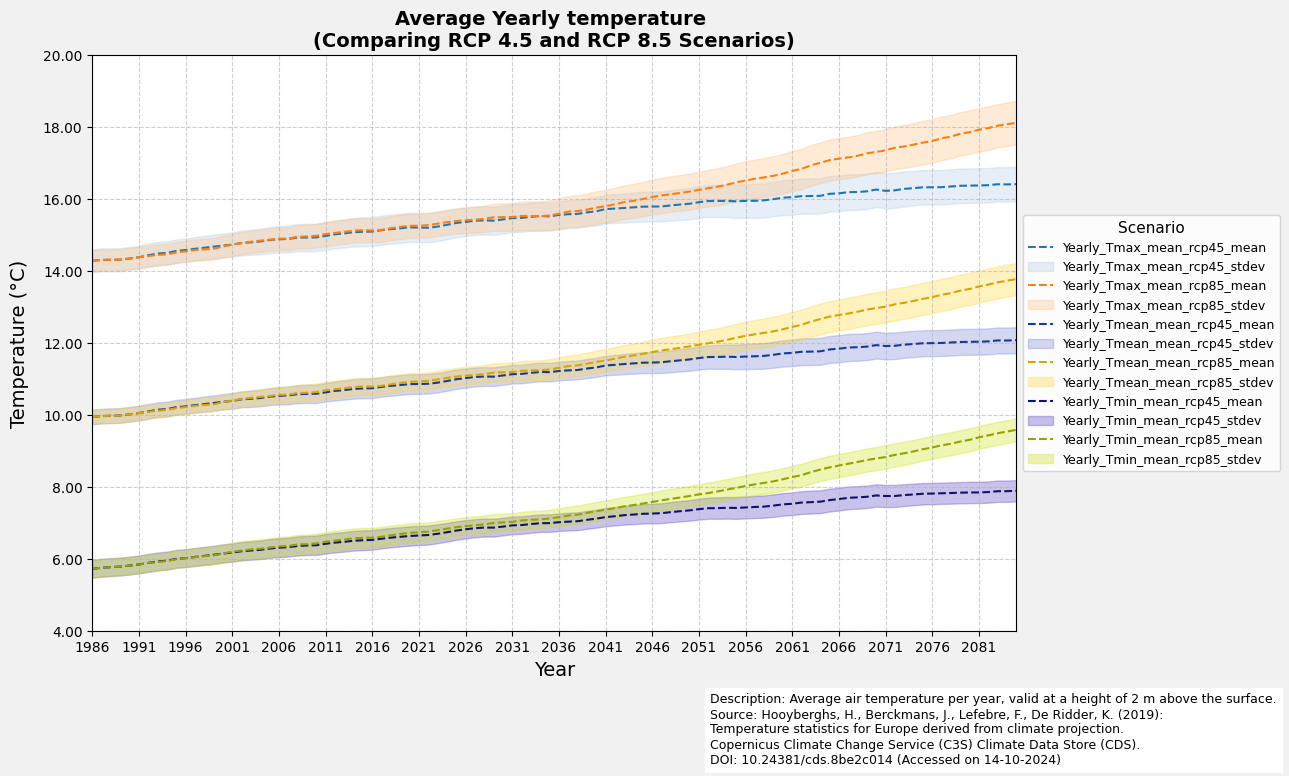 Average Yearly temperature
(Comparing RCP 4.5 and RCP 8.5 Scenarios)
Temperature (°C)
20.00
18.00
16.00
14.00
12.00
10.00
8.00
6.00
4.00
1986 1991 1996 2001 2006 2011 2016 2021 2026 2031 2036 2041 2046 2051 2056 2061 2066 2071 2076 2081
Year
Scenario
Yearly_Tmax_mean_rcp45_mean
Yearly_Tmax_mean_rcp45_stdev
Yearly_Tmax_mean_rcp85_mean
Yearly_Tmax_mean_rcp85_stdev
Yearly_Tmean_mean_rcp45_mean
Yearly_Tmean_mean_rcp45_stdev
Yearly_Tmean_mean_rcp85_mean
Yearly_Tmean_mean_rcp85_stdev
Yearly_Tmin_mean_rcp45_mean
Yearly_Tmin_mean_rcp45_stdev
Yearly_Tmin_mean_rcp85_mean
Yearly_Tmin_mean_rcp85_stdev
Description: Average air temperature per year, valid at a height of 2 m above the surface.
Source: Hooyberghs, H., Berckmans, J., Lefebre, F., De Ridder, K. (2019):
Temperature statistics for Europe derived from climate projection.
Copernicus Climate Change Service (C3S) Climate Data Store (CDS).
DOI: 10.24381/cds.8be2c014 (Accessed on 14-10-2024)